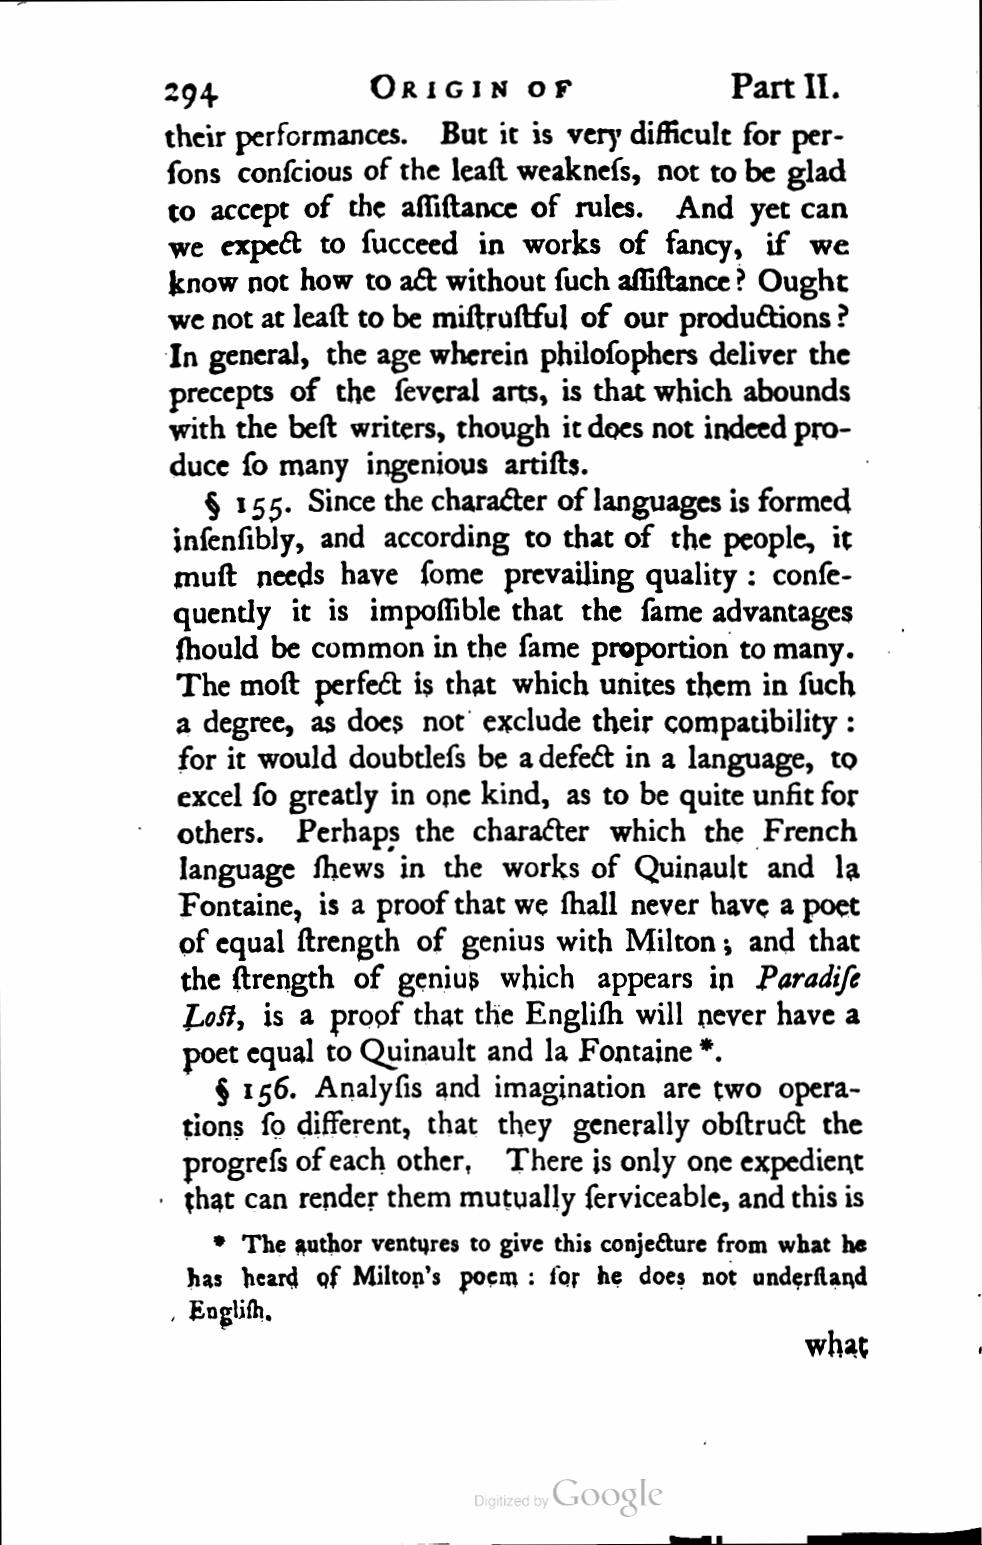 294 ORIGIN OF Part II.
their performances. But it is very difficult for per-
ſons conſcious of the leaſt weakneſs, not to be glad
to accept of the aſſiſtance of rules. And yet can
we expect to ſucceed in works of fancy, if we
know not how to act without ſuch aſſiſtance? Ought
we not at leaſt to be miſtruſtful of our productions?
In general, the age wherein philoſophers deliver the
precepts of the ſeveral arts, is that which abounds
with the beſt writers, though it does not indeed pro-
duce ſo many ingenious artiſts.
§ 155. Since the character of languages is formed
inſenſibly, and according to that of the people, it
muſt needs have ſome prevailing quality : conſe-
quently it is impoſſible that the ſame advantages
ſhould be common in the ſame proportion to many.
The moſt perfect is that which unites them in ſuch
a degree, as does not exclude their compatibility :
for it would doubtleſs be a defect in a language, to
excel ſo greatly in one kind, as to be quite unfit for
others. Perhaps the character which the French
language ſhews in the works of Quinault and la
Fontaine, is a proof that we ſhall never have a poet
of equal ſtrength of genius with Milton ; and that
the ſtrength of genius which appears in Paradiſe
Loſt, is a proof that the Engliſh will never have a
poet equal to Quinault and la Fontaine *.
§ 156. Analyſis and imagination are two opera-
tions ſo different, that they generally obſtruct the
progreſs of each other. There is only one expedient
that can render them mutually ſerviceable, and this is
* The author ventures to give this conjecture from what he
has heard of Milton's poem : for he does not underſtand
Engliſh.
what
Digitized by Google